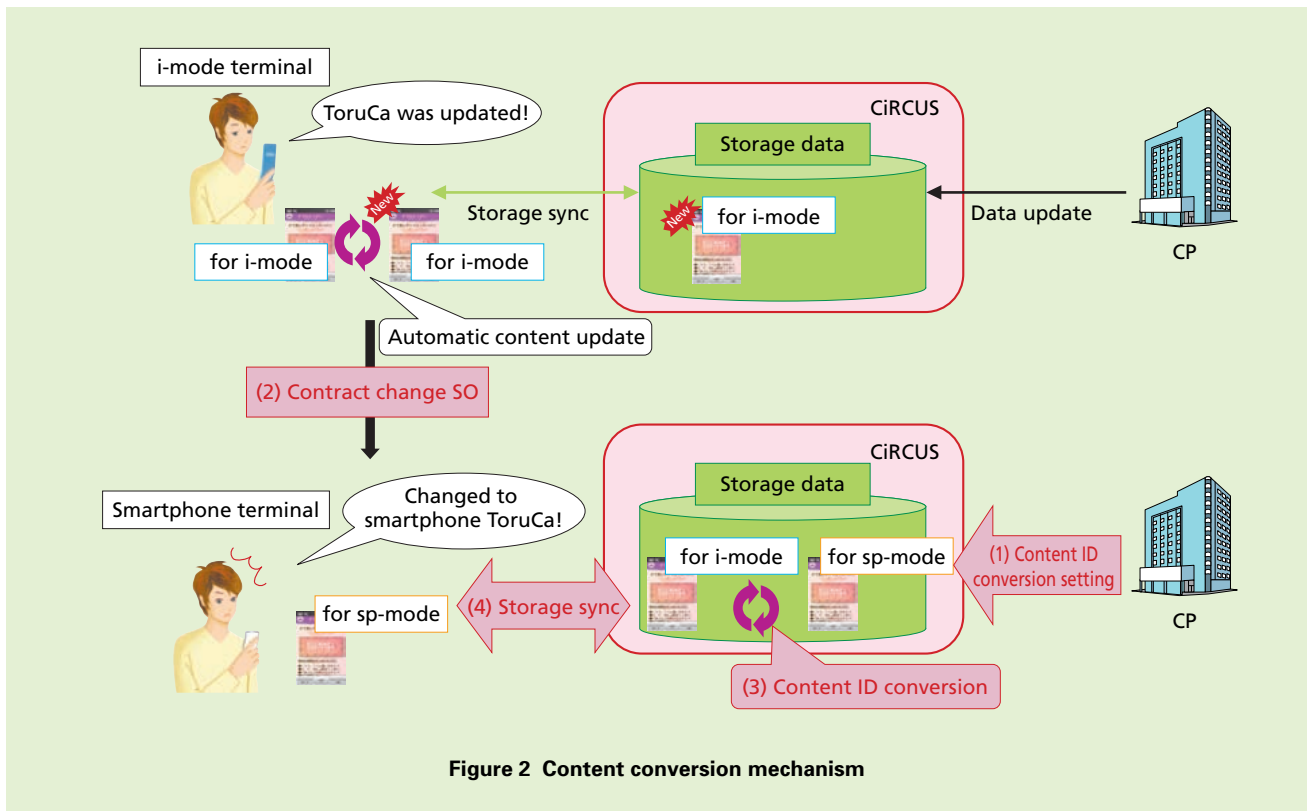 i-mode terminal
ToruCa was updated!
CiRCUS
Storage data
New
for i-mode
for i-mode
Storage sync
New
for i-mode
Data update
CP
Automatic content update
(2) Contract change SO
Smartphone terminal
Changed to
smartphone ToruCa!
CiRCUS
Storage data
for i-mode
for sp-mode
(1) Content ID
conversion setting
for sp-mode
(4) Storage sync
CP
(3) Content ID conversion
Figure 2 Content conversion mechanism